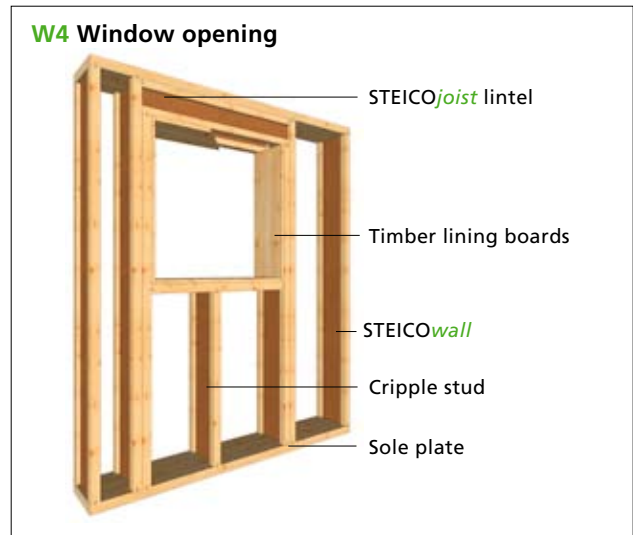 W4 Window opening
STEICOjoist lintel
Timber lining boards
STEICOwall
Cripple stud
Sole plate